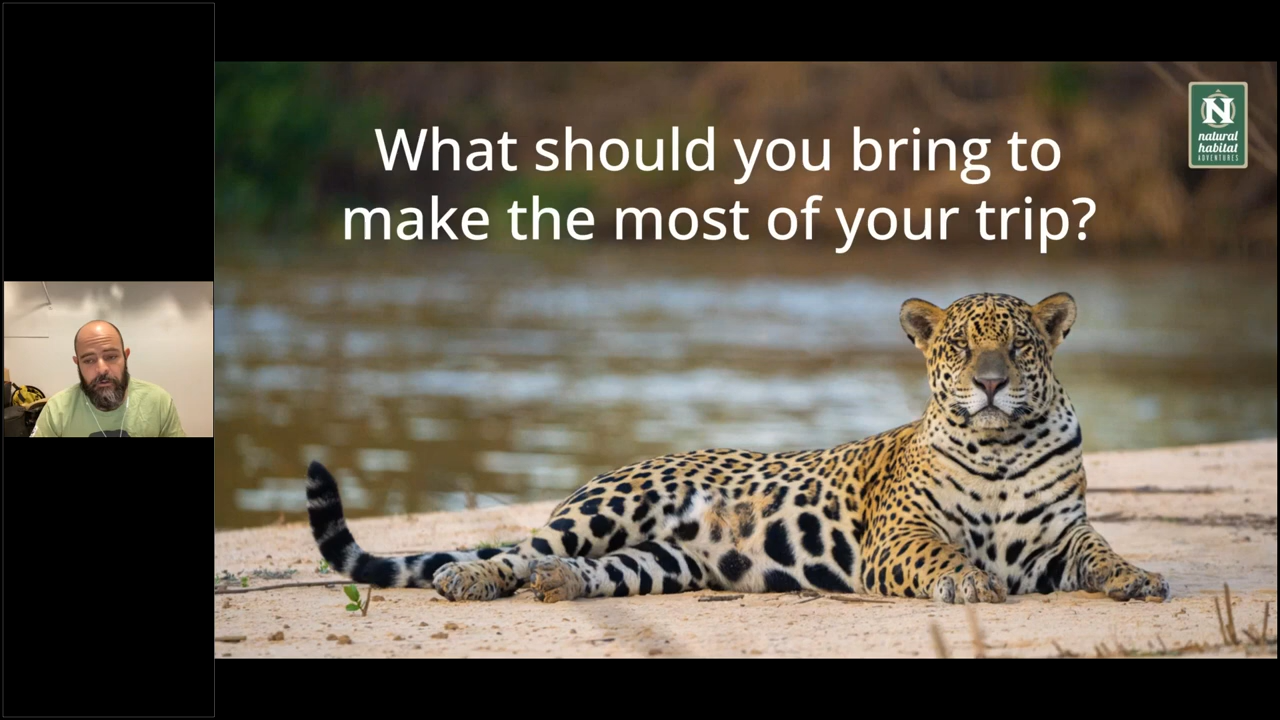 What should you bring to
make the most of your trip?
N
natural
habitat
ADVENTURES